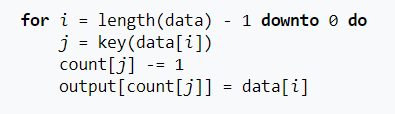 for i = length(data) - 1 downto 0 do
j = key(data[i])
count[j] -= 1
output[count[j]] = data[i]